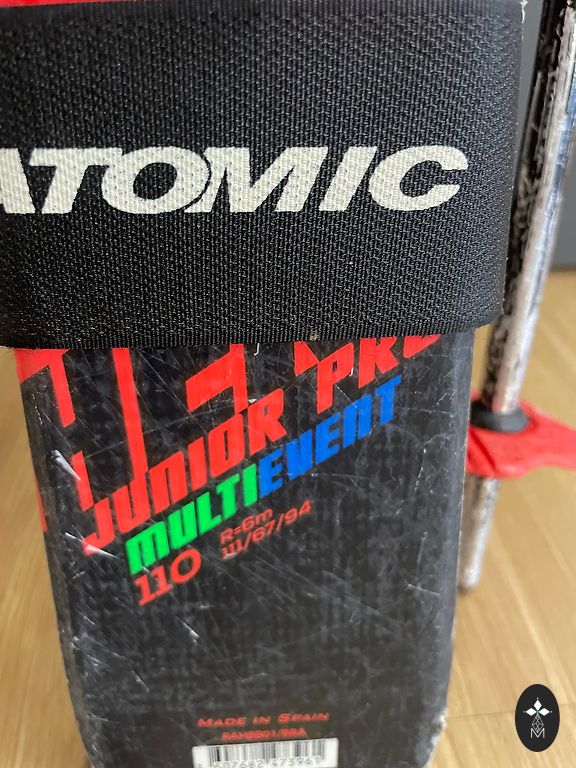 ATOMIC
JUNIOR PRO
MULTIEVENT
110
R=6m
111/67/94
MADE IN SPAIN
M